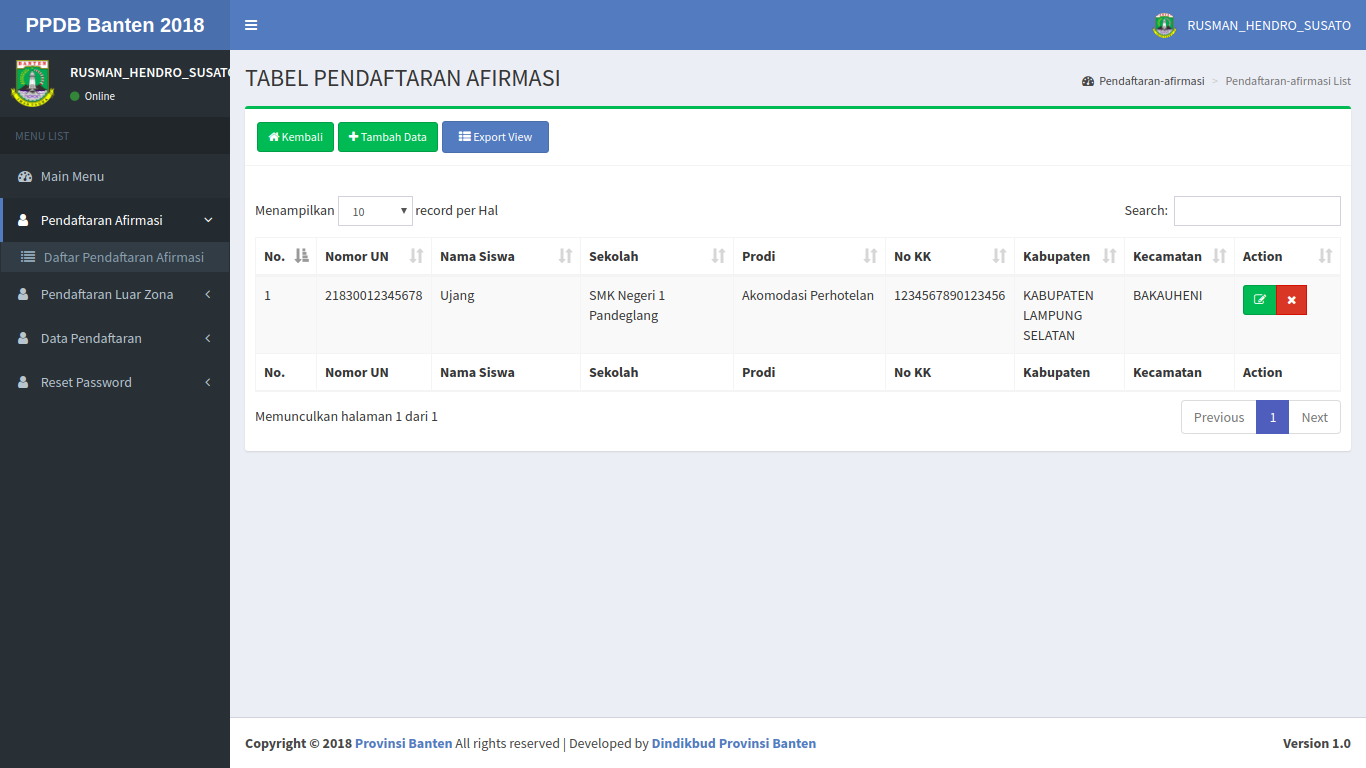 PPDB Banten 2018
RUSMAN_HENDRO_SUSATO
RUSMAN_HENDRO_SUSATO
Online
MENU LIST
Main Menu
Pendaftaran Afirmasi
Daftar Pendaftaran Afirmasi
Pendaftaran Luar Zona
Data Pendaftaran
Reset Password
TABEL PENDAFTARAN AFIRMASI
Pendaftaran-afirmasi > Pendaftaran-afirmasi List
Kembali Tambah Data Export View
Menampilkan 10 record per Hal Search:
No. Nomor UN Nama Siswa Sekolah Prodi No KK Kabupaten Kecamatan Action
1 21830012345678 Ujang SMK Negeri 1 Akomodasi Perhotelan 1234567890123456 KABUPATEN BAKAUHENI
Pandeglang LAMPUNG
SELATAN
No. Nomor UN Nama Siswa Sekolah Prodi No KK Kabupaten Kecamatan Action
Memunculkan halaman 1 dari 1 Previous 1 Next
Copyright © 2018 Provinsi Banten All rights reserved | Developed by Dindikbud Provinsi Banten Version 1.0